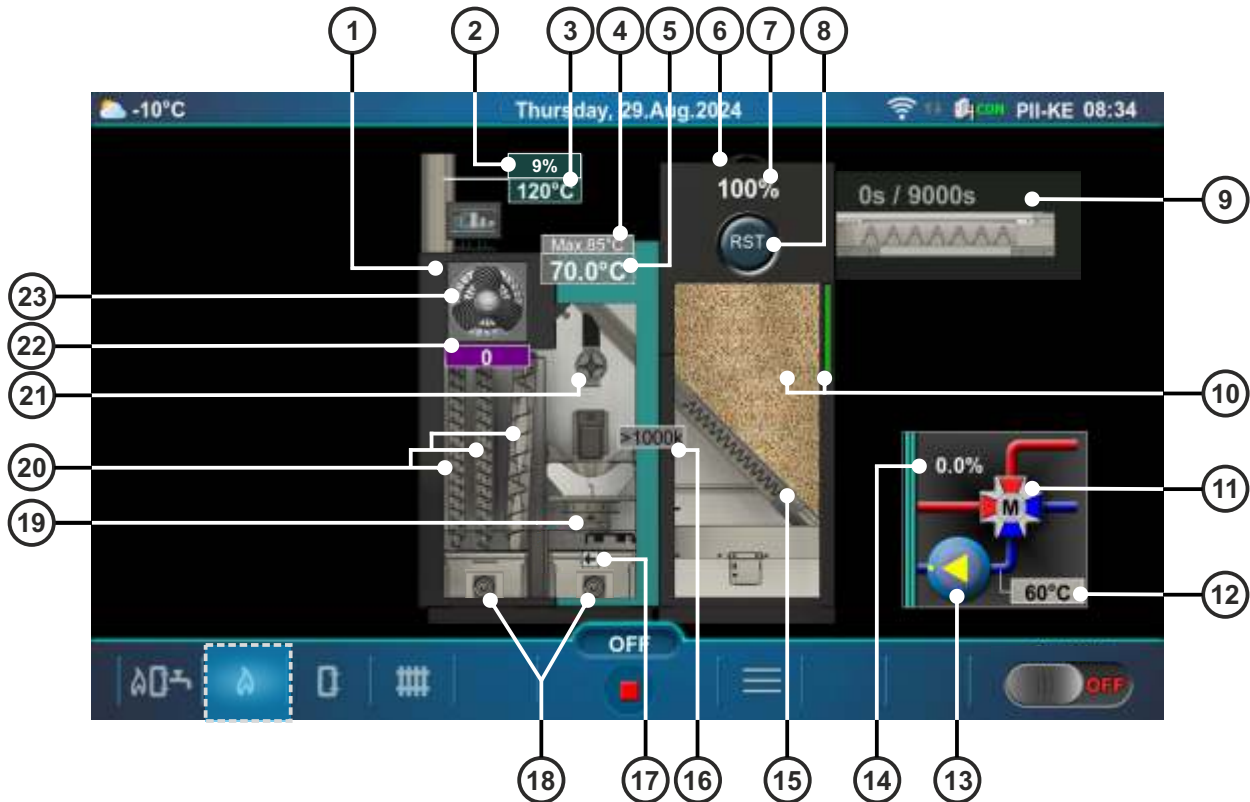 1 2 3 4 5 6 7 8
-10°C Thursday, 29.Aug.2024 CON PII-KE 08:34
9% 120°C
100%
0s / 9000s 9
Max.85°C
70.0°C
RST
23
22 0
21
10
>1000k
20
0.0%
11
M
19
60°C 12
OFF
OFF
18 17 16 15 14 13